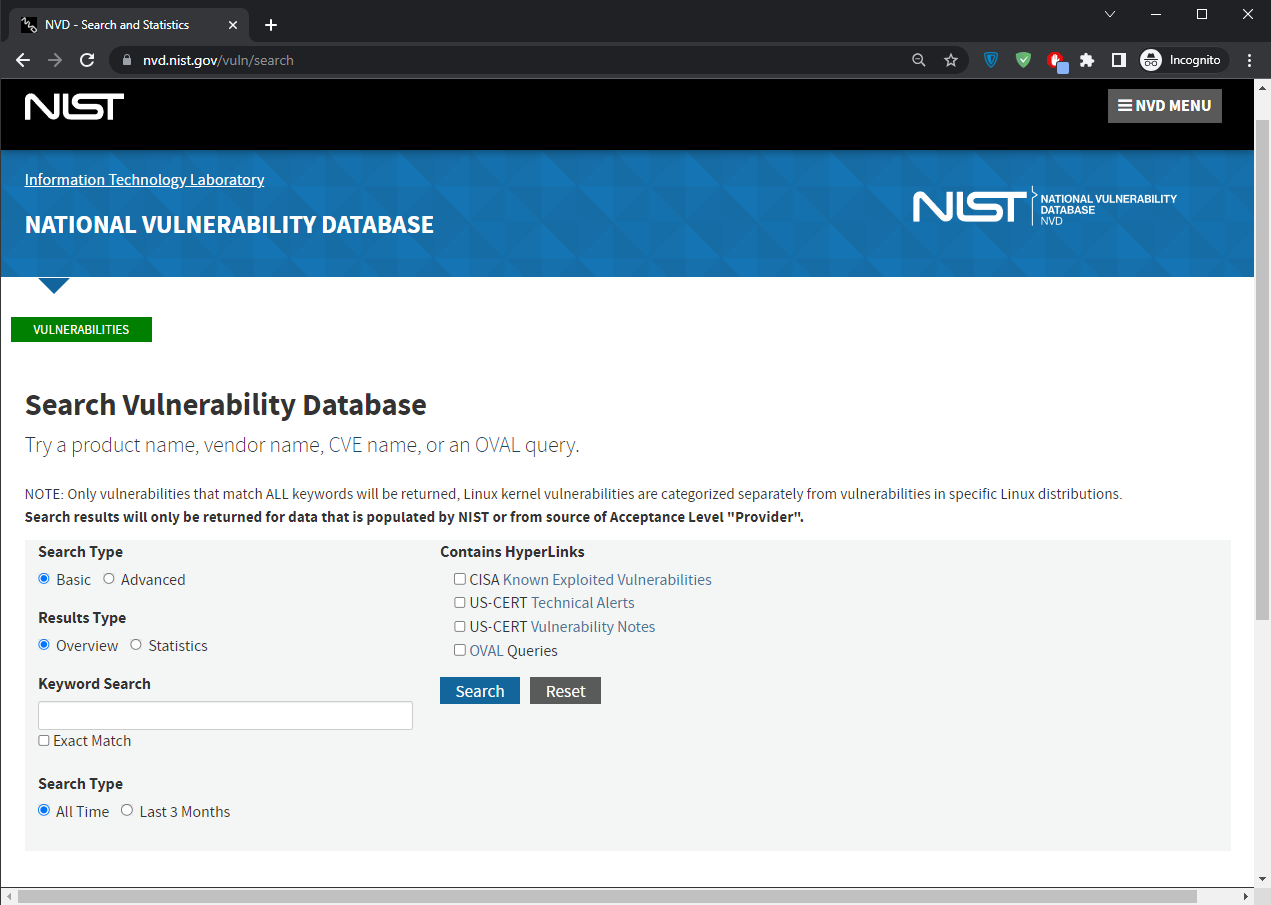 NVD - Search and Statistics
nvd.nist.gov/vuln/search
Incognito
NIST
NVD MENU
Information Technology Laboratory
NATIONAL VULNERABILITY DATABASE
NIST
NATIONAL VULNERABILITY
DATABASE
NVD
VULNERABILITIES
Search Vulnerability Database
Try a product name, vendor name, CVE name, or an OVAL query.
NOTE: Only vulnerabilities that match ALL keywords will be returned, Linux kernel vulnerabilities are categorized separately from vulnerabilities in specific Linux distributions.
Search results will only be returned for data that is populated by NIST or from source of Acceptance Level "Provider".
Search Type
Basic Advanced
Results Type
Overview Statistics
Keyword Search
Exact Match
Search Type
All Time Last 3 Months
Contains HyperLinks
CISA Known Exploited Vulnerabilities
US-CERT Technical Alerts
US-CERT Vulnerability Notes
OVAL Queries
Search Reset